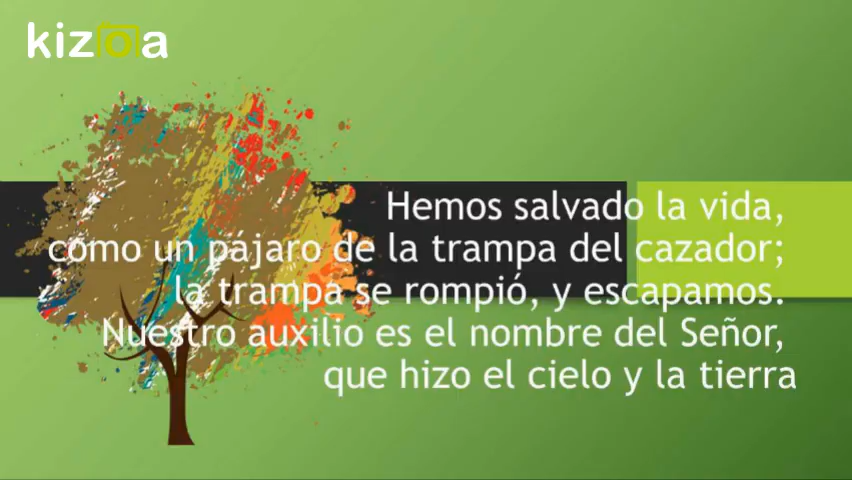 kizoa
Hemos salvado la vida,
como un pajaro de la trampa del cazador;
la trampa se rompió, y escapamos.
Nuestro auxilio es el nombre del Señor,
que hizo el cielo y la tierra